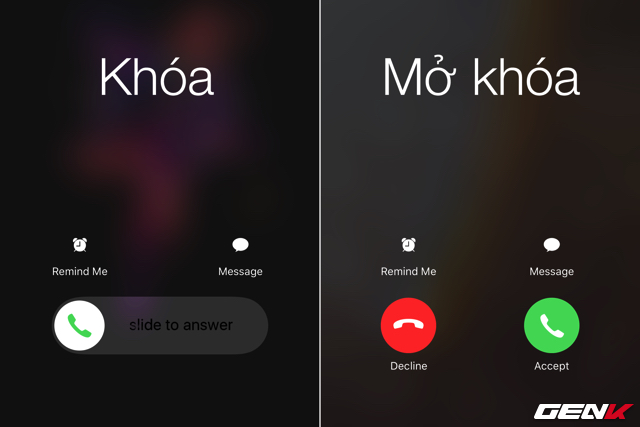 Khóa
Remind Me
Message
slide to answer
Mở khóa
Remind Me
Message
Decline
Accept
GENK